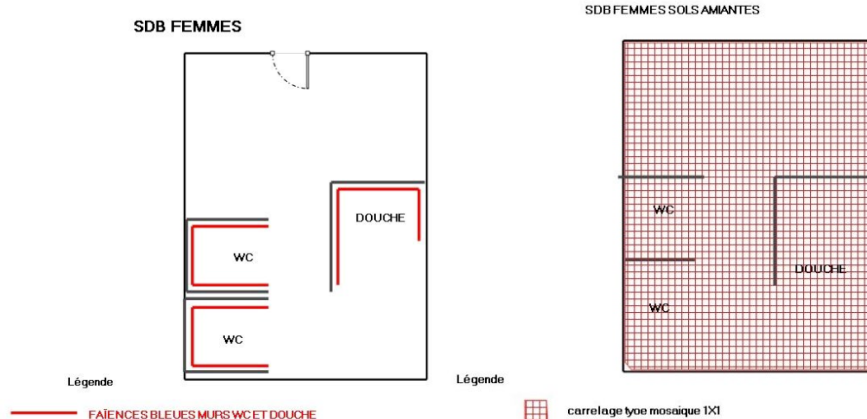 SDB FEMMES
DOUCHE
WC
WC
Légende
FAÏENCES BLEUES MURS WC ET DOUCHE
SDB FEMMES SOLS AMIANTES
WC
DOUCHE
WC
Légende
carrelage tyoe mosaique 1X1